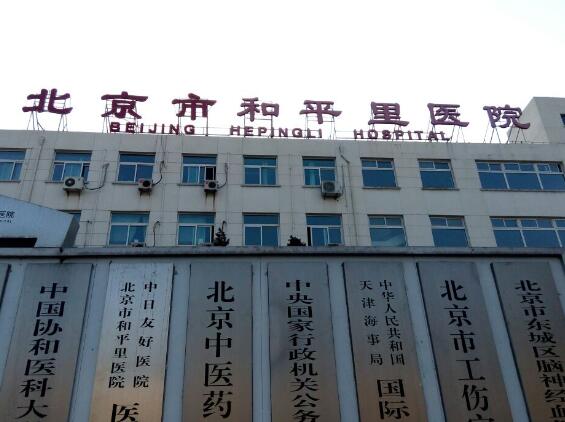 北京市和平里医院
BEIJING HEPINGLI HOSPITAL
医院
中国协和医科大
中日友好医院
北京市和平里医院
医
北京中医药
中央国家行政机关公务
中华人民共和国
天津海事局
国际
北京市工伤
北京市东城区脑神经血